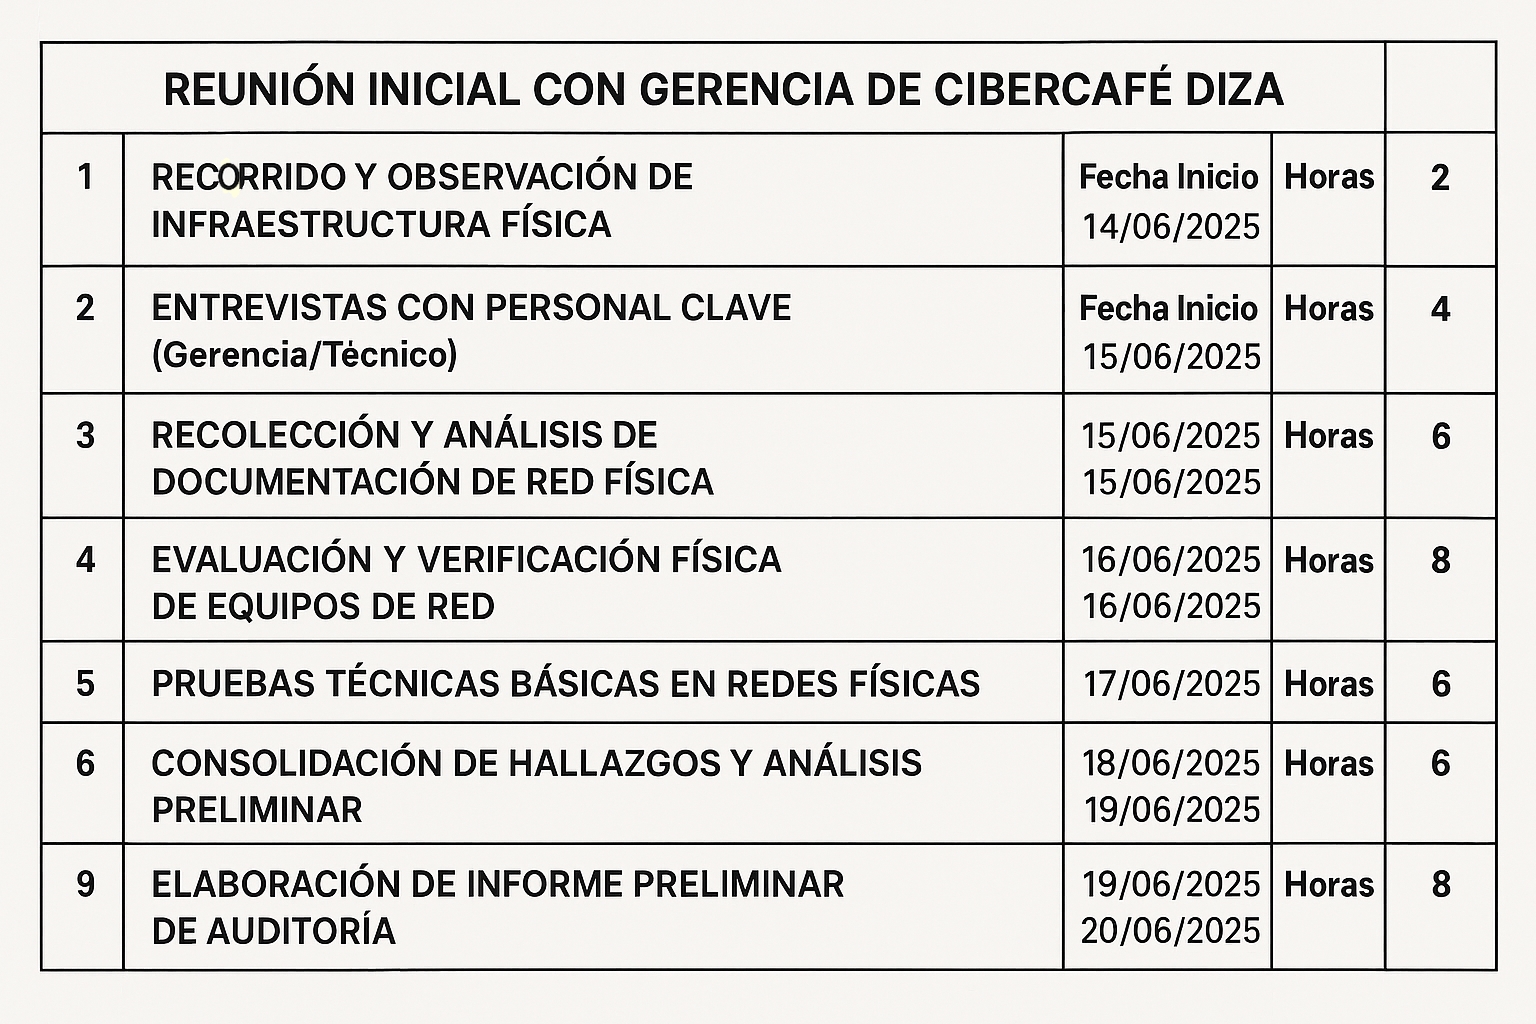 REUNIÓN INICIAL CON GERENCIA DE CIBERCAFÉ DIZA
1 RECORRIDO Y OBSERVACIÓN DE Fecha Inicio Horas 2
INFRAESTRUCTURA FÍSICA 14/06/2025
2 ENTREVISTAS CON PERSONAL CLAVE Fecha Inicio Horas 4
(Gerencia/Tėcnico) 15/06/2025
3 RECOLECCIÓN Y ANÁLISIS DE 15/06/2025 Horas 6
DOCUMENTACIÓN DE RED FÍSICA 15/06/2025
4 EVALUACIÓN Y VERIFICACIÓN FÍSICA 16/06/2025 Horas 8
DE EQUIPOS DE RED 16/06/2025
5 PRUEBAS TÉCNICAS BÁSICAS EN REDES FÍSICAS 17/06/2025 Horas 6
6 CONSOLIDACIÓN DE HALLAZGOS Y ANÁLISIS 18/06/2025 Horas 6
PRELIMINAR 19/06/2025
9 ELABORACIÓN DE INFORME PRELIMINAR 19/06/2025 Horas 8
DE AUDITORÍA 20/06/2025